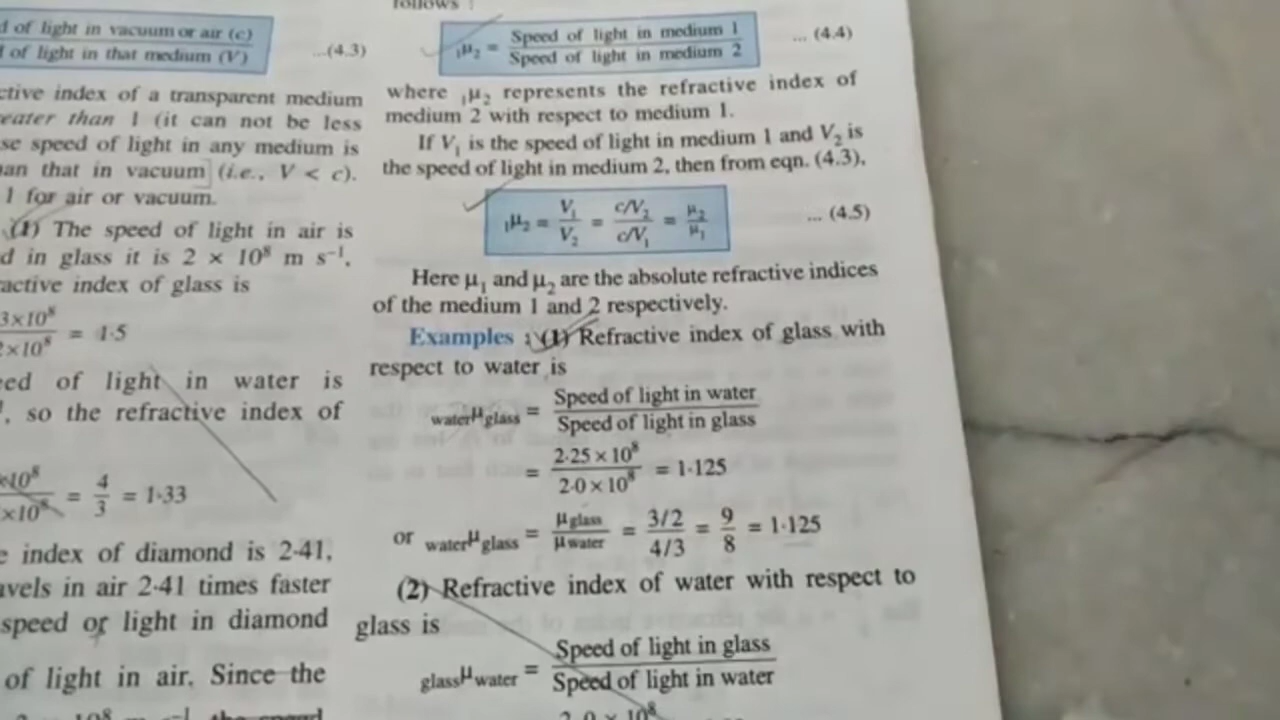 d of light in vacuum or air (c)
of light in that medium (V)
...(4.3)
ctive index of a transparent medium
eater than 1 (it can not be less
se speed of light in any medium is
an that in vacuum (i.e., V < c).
1 for air or vacuum.
(1) The speed of light in air is
d in glass it is 2 × 10⁸ m s⁻¹,
active index of glass is
3×10⁸
2×10⁸ = 1·5
ed of light in water is
, so the refractive index of
×10⁸
×10⁸ = 4/3 = 1·33
e index of diamond is 2·41,
avels in air 2·41 times faster
speed of light in diamond
of light in air. Since the
follows :
₁μ₂ = Speed of light in medium 1
Speed of light in medium 2
... (4.4)
where ₁μ₂ represents the refractive index of
medium 2 with respect to medium 1.
If V₁ is the speed of light in medium 1 and V₂ is
the speed of light in medium 2, then from eqn. (4.3),
₁μ₂ = V₁/V₂ = c/V₂ / c/V₁ = μ₂/μ₁ ... (4.5)
Here μ₁ and μ₂ are the absolute refractive indices
of the medium 1 and 2 respectively.
Examples : (1) Refractive index of glass with
respect to water is
waterμglass = Speed of light in water
Speed of light in glass
= 2·25 × 10⁸ / 2·0 × 10⁸ = 1·125
or waterμglass = μglass / μwater = 3/2 / 4/3 = 9/8 = 1·125
(2) Refractive index of water with respect to
glass is
glassμwater = Speed of light in glass
Speed of light in water
2·0 × 10⁸